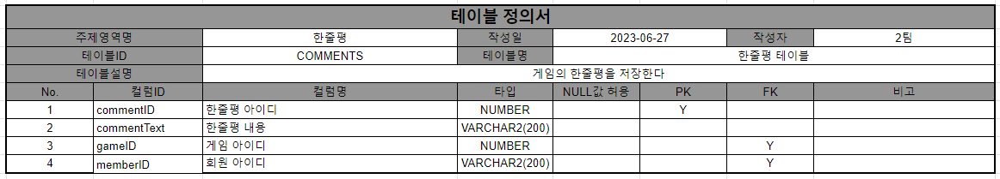 테이블 정의서
주제영역명 한줄평 작성일 2023-06-27 작성자 2팀
테이블ID COMMENTS 테이블명 한줄평 테이블
테이블설명 게임의 한줄평을 저장한다
No. 컬럼ID 컬럼명 타입 NULL값 허용 PK FK 비고
1 commentID 한줄평 아이디 NUMBER Y
2 commentText 한줄평 내용 VARCHAR2(200)
3 gameID 게임 아이디 NUMBER Y
4 memberID 회원 아이디 VARCHAR2(200) Y